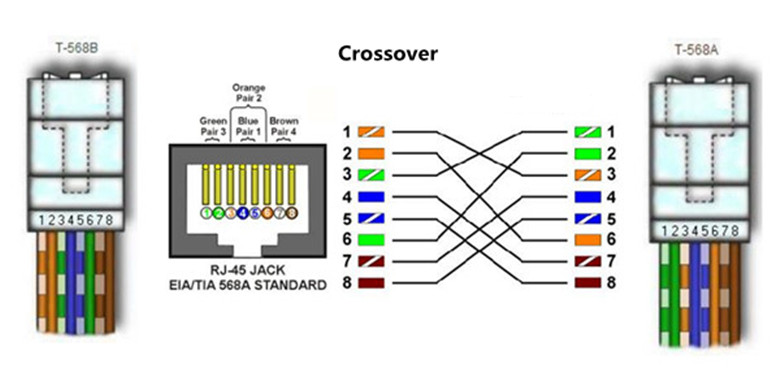 T-568B
Crossover
T-568A
Orange
Pair 2
Green
Pair 3
Blue
Pair 1
Brown
Pair 4
1 2 3 4 5 6 7 8
RJ-45 JACK
EIA/TIA 568A STANDARD
1
2
3
4
5
6
7
8
1
2
3
4
5
6
7
8
12345678
12345678